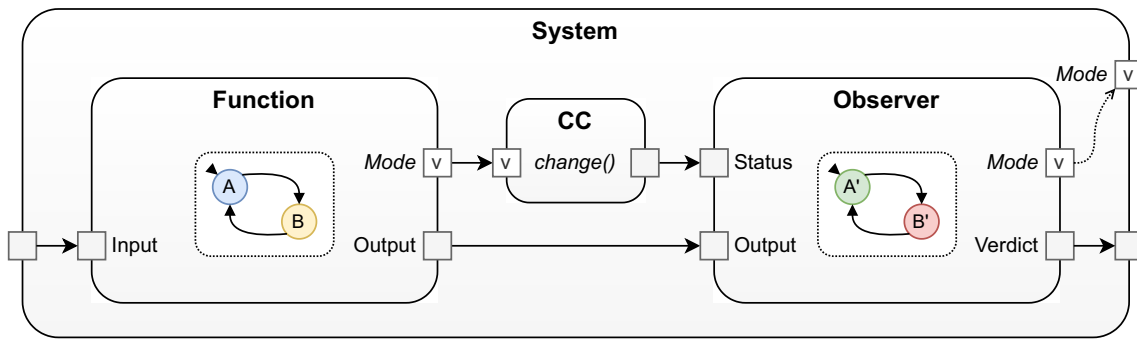 System
Mode
v
Function
CC
Observer
Mode
v
v
change()
Status
Mode
v
A
B
A'
B'
Input
Output
Output
Verdict